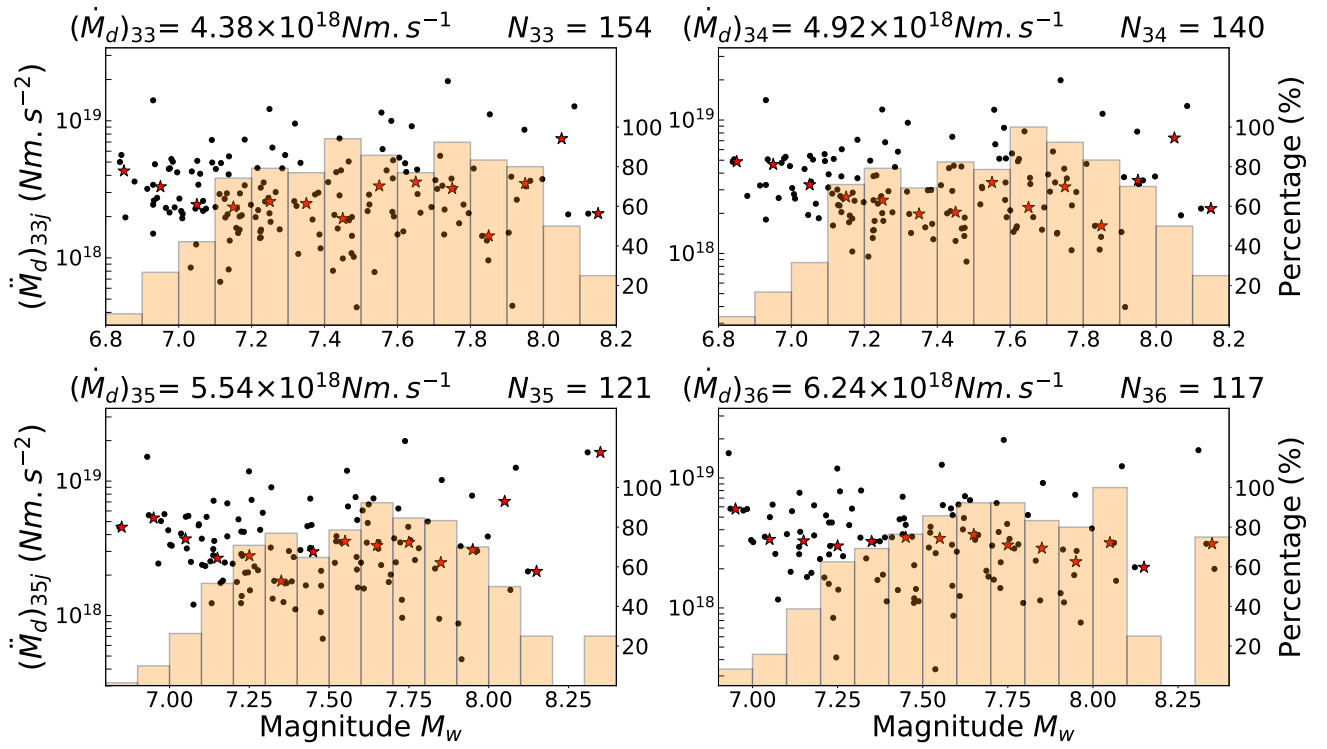 (Ṁ_d)_33 = 4.38×10^18 Nm.s^−1 N_33 = 154
(Ṁ_d)_34 = 4.92×10^18 Nm.s^−1 N_34 = 140
(M̈_d)_33j (Nm.s^−2)
10^19
10^18
100
80
60
40
20
6.8 7.0 7.2 7.4 7.6 7.8 8.0 8.2
10^19
10^18
100
80
60
40
20
Percentage (%)
6.8 7.0 7.2 7.4 7.6 7.8 8.0 8.2
(Ṁ_d)_35 = 5.54×10^18 Nm.s^−1 N_35 = 121
(Ṁ_d)_36 = 6.24×10^18 Nm.s^−1 N_36 = 117
(M̈_d)_35j (Nm.s^−2)
10^19
10^18
100
80
60
40
20
7.00 7.25 7.50 7.75 8.00 8.25
Magnitude M_w
10^19
10^18
100
80
60
40
20
Percentage (%)
7.00 7.25 7.50 7.75 8.00 8.25
Magnitude M_w